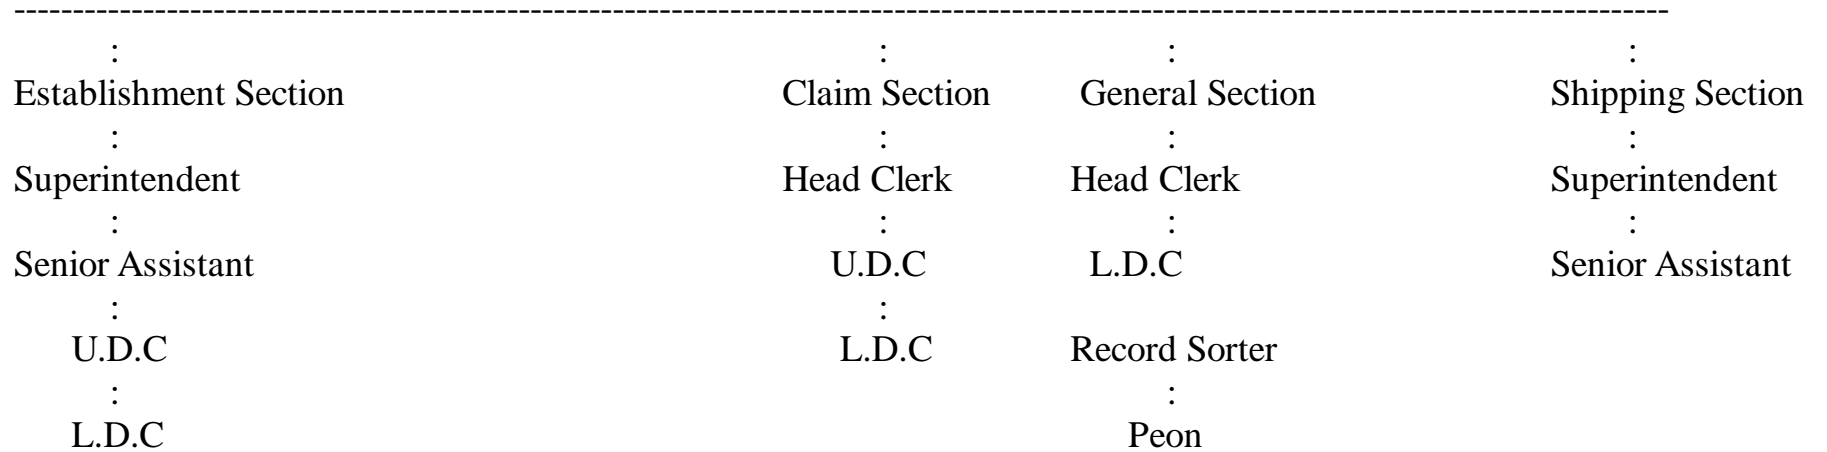 --------------------------------------------------------------------------------------------------------------------------------------------
: : : :
Establishment Section Claim Section General Section Shipping Section
: : : :
Superintendent Head Clerk Head Clerk Superintendent
: : : :
Senior Assistant U.D.C L.D.C Senior Assistant
: :
U.D.C L.D.C Record Sorter
: :
L.D.C Peon